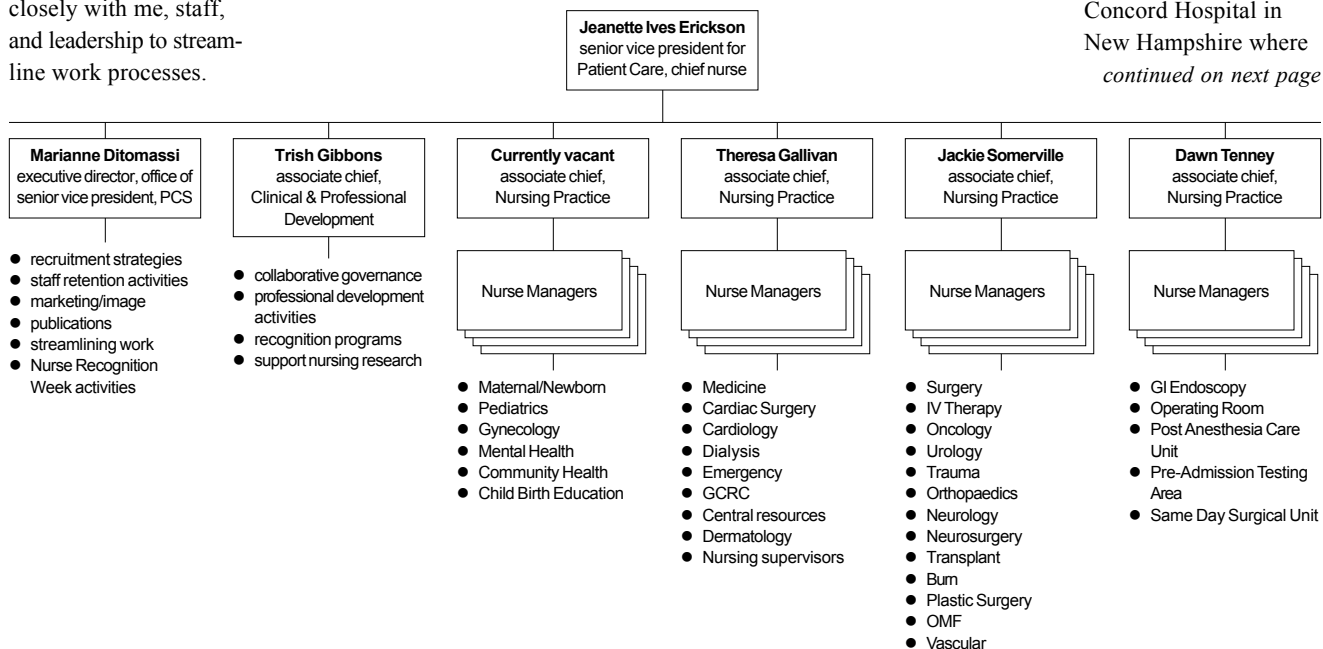 closely with me, staff,
and leadership to stream-
line work processes.
Concord Hospital in
New Hampshire where
continued on next page
Jeanette Ives Erickson
senior vice president for
Patient Care, chief nurse
Marianne Ditomassi
executive director, office of
senior vice president, PCS
● recruitment strategies
● staff retention activities
● marketing/image
● publications
● streamlining work
● Nurse Recognition
Week activities
Trish Gibbons
associate chief,
Clinical & Professional
Development
● collaborative governance
● professional development
activities
● recognition programs
● support nursing research
Currently vacant
associate chief,
Nursing Practice
Nurse Managers
● Maternal/Newborn
● Pediatrics
● Gynecology
● Mental Health
● Community Health
● Child Birth Education
Theresa Gallivan
associate chief,
Nursing Practice
Nurse Managers
● Medicine
● Cardiac Surgery
● Cardiology
● Dialysis
● Emergency
● GCRC
● Central resources
● Dermatology
● Nursing supervisors
Jackie Somerville
associate chief,
Nursing Practice
Nurse Managers
● Surgery
● IV Therapy
● Oncology
● Urology
● Trauma
● Orthopaedics
● Neurology
● Neurosurgery
● Transplant
● Burn
● Plastic Surgery
● OMF
● Vascular
Dawn Tenney
associate chief,
Nursing Practice
Nurse Managers
● GI Endoscopy
● Operating Room
● Post Anesthesia Care
Unit
● Pre-Admission Testing
Area
● Same Day Surgical Unit